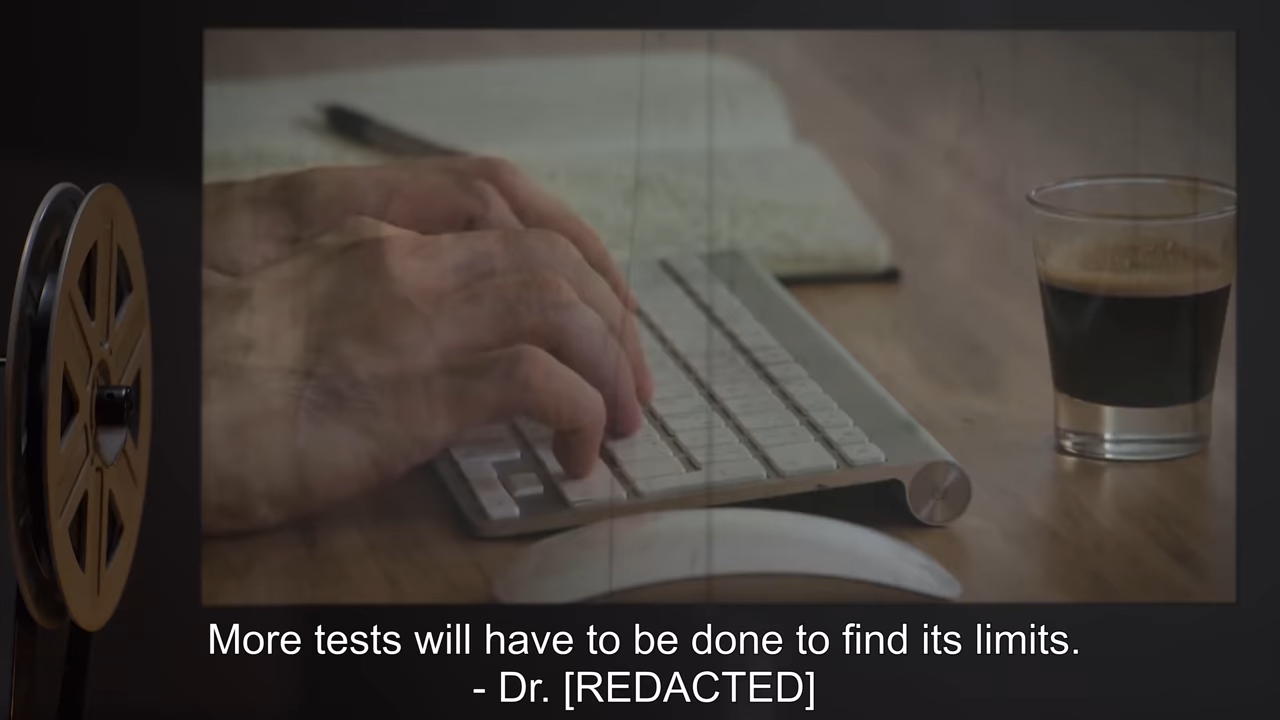 More tests will have to be done to find its limits.
- Dr. [REDACTED]